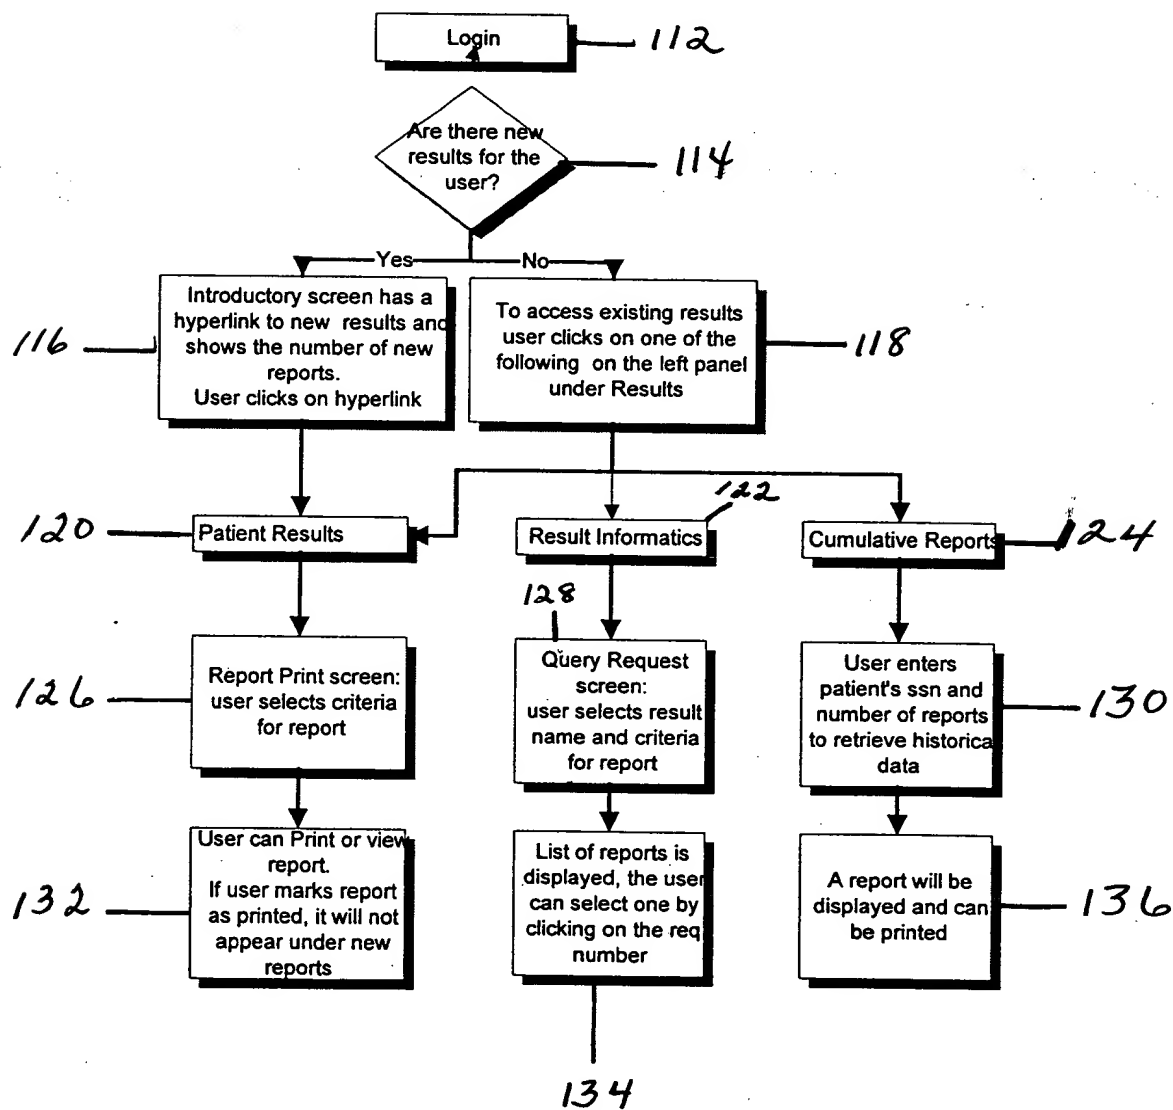 Login
112
Are there new
results for the
user?
114
Yes
No
Introductory screen has a
hyperlink to new results and
shows the number of new
reports.
User clicks on hyperlink
116
To access existing results
user clicks on one of the
following on the left panel
under Results
118
120
Patient Results
Result Informatics
122
Cumulative Reports
124
126
Report Print screen:
user selects criteria
for report
128
Query Request
screen:
user selects result
name and criteria
for report
User enters
patient's ssn and
number of reports
to retrieve historica
data
130
132
User can Print or view
report.
If user marks report
as printed, it will not
appear under new
reports
List of reports is
displayed, the user
can select one by
clicking on the req
number
134
A report will be
displayed and can
be printed
136